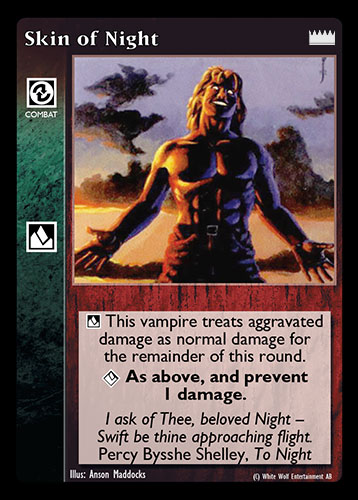 Skin of Night
COMBAT
This vampire treats aggravated
damage as normal damage for
the remainder of this round.
As above, and prevent
1 damage.
I ask of Thee, beloved Night –
Swift be thine approaching flight.
Percy Bysshe Shelley, To Night
Illus: Anson Maddocks
(C) White Wolf Entertainment AB